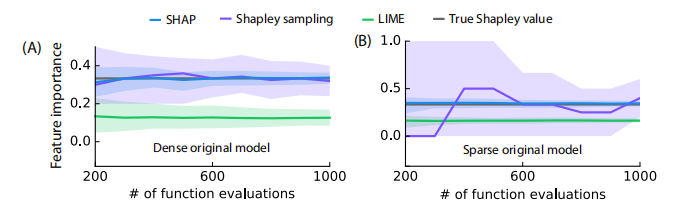 SHAP Shapley sampling LIME True Shapley value
(A)
Feature importance
0.4
0.2
0.0
Dense original model
200 600 1000
# of function evaluations
(B)
1.0
0.5
0.0
Sparse original model
200 600 1000
# of function evaluations